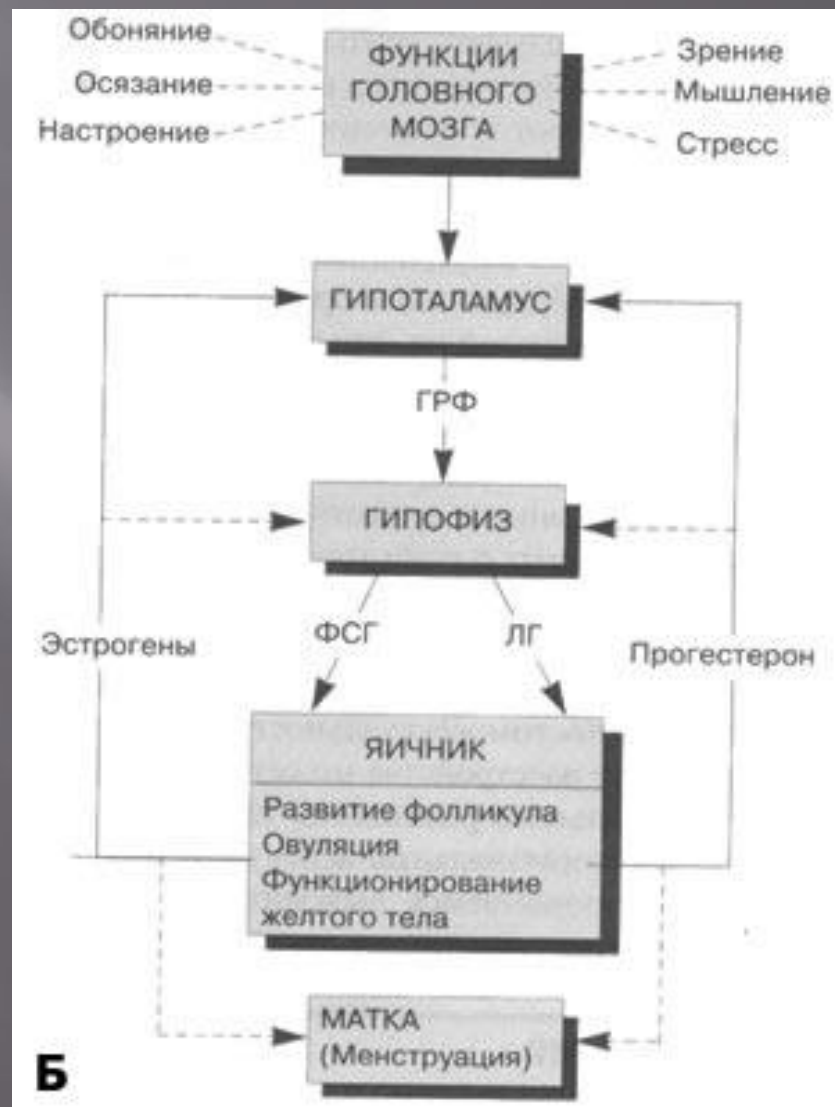 Обоняние
Осязание
Настроение
ФУНКЦИИ
ГОЛОВНОГО
МОЗГА
Зрение
Мышление
Стресс
ГИПОТАЛАМУС
ГРФ
ГИПОФИЗ
ФСГ
ЛГ
Эстрогены
Прогестерон
ЯИЧНИК
Развитие фолликула
Овуляция
Функционирование
желтого тела
МАТКА
(Менструация)
Б